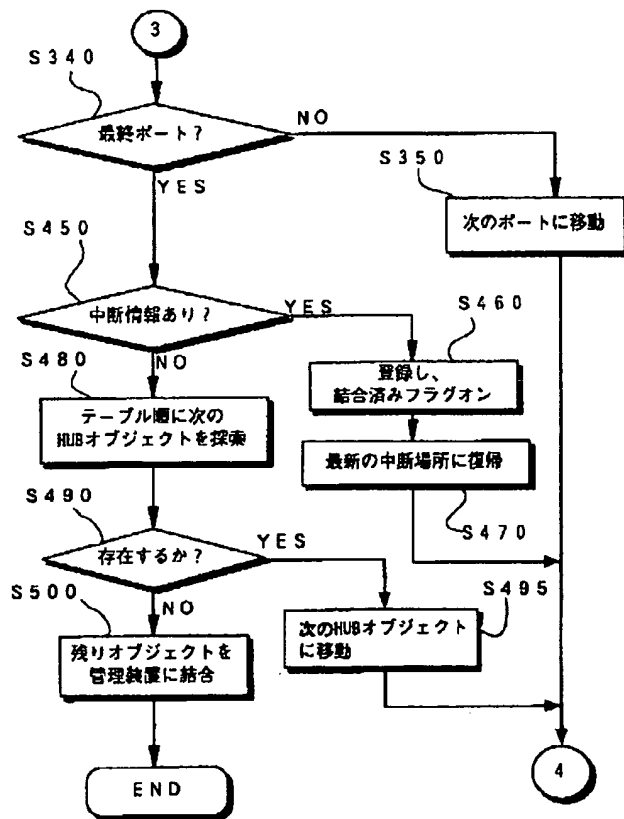 3
S340
最終ポート?
NO
YES
S350
次のポートに移動
S450
中断情報あり?
YES
NO
S460
登録し、
結合済みフラグオン
S480
テーブル順に次の
HUBオブジェクトを探索
最新の中断場所に復帰
S470
S490
存在するか?
YES
NO
S495
次のHUBオブジェクト
に移動
S500
残りオブジェクトを
管理装置に結合
END
4